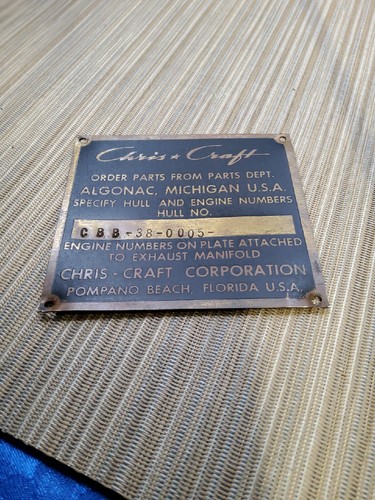 Chris ★ Craft
ORDER PARTS FROM PARTS DEPT.
ALGONAC, MICHIGAN U.S.A.
SPECIFY HULL AND ENGINE NUMBERS
HULL NO.
CBB-38-0005-
ENGINE NUMBERS ON PLATE ATTACHED
TO EXHAUST MANIFOLD
CHRIS-CRAFT CORPORATION
POMPANO BEACH, FLORIDA U.S.A.